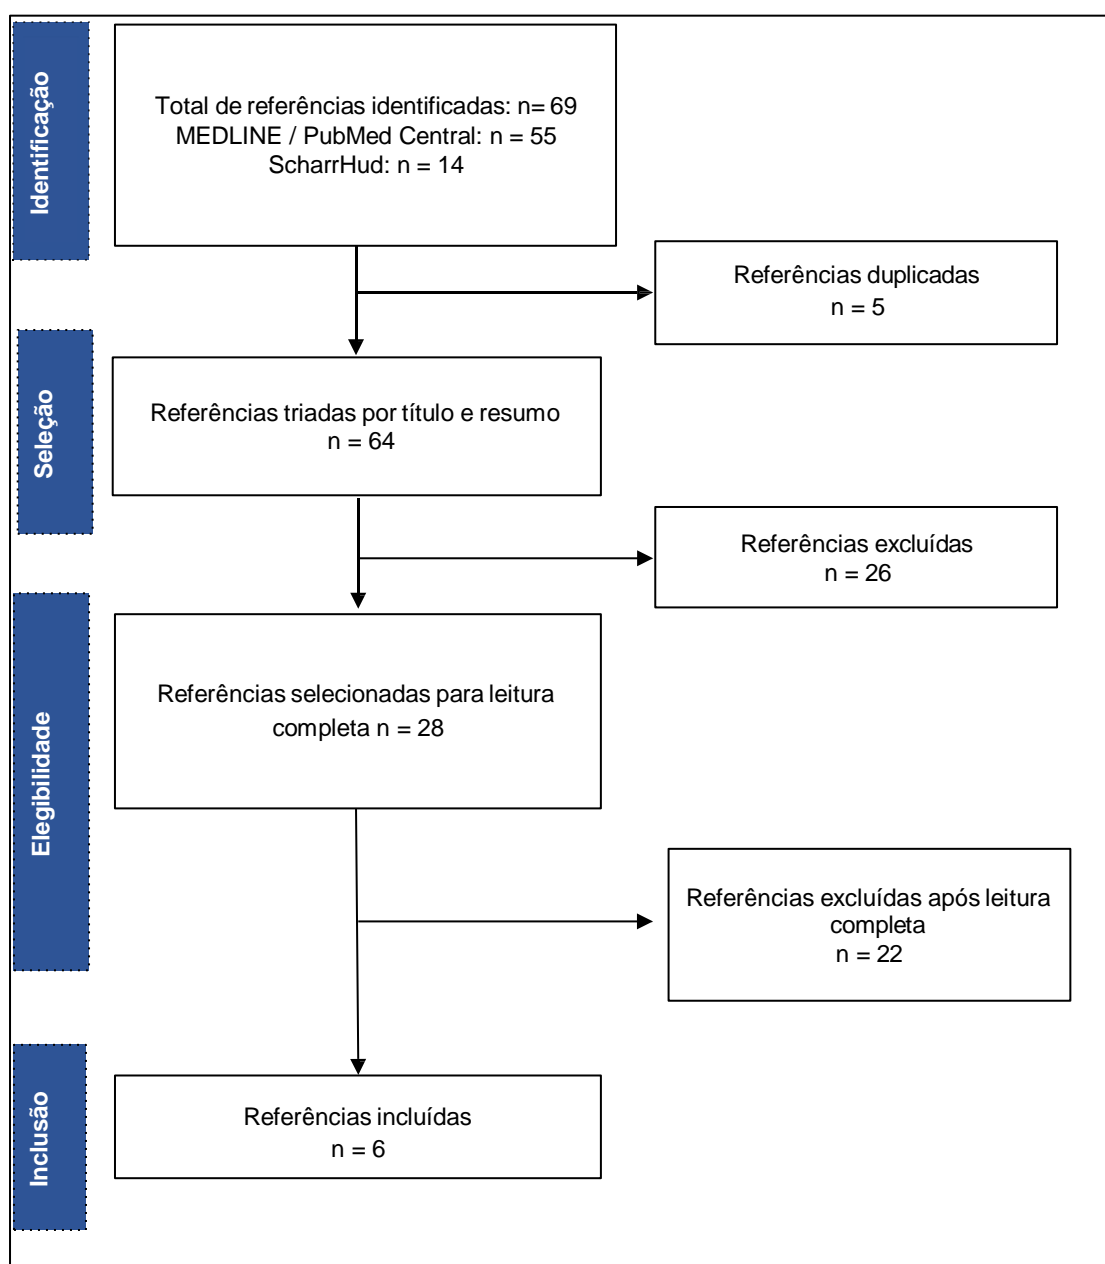 Identificação
Total de referências identificadas: n= 69
MEDLINE / PubMed Central: n = 55
ScharrHud: n = 14
Referências duplicadas
n = 5
Seleção
Referências triadas por título e resumo
n = 64
Referências excluídas
n = 26
Elegibilidade
Referências selecionadas para leitura
completa n = 28
Referências excluídas após leitura
completa
n = 22
Inclusão
Referências incluídas
n = 6